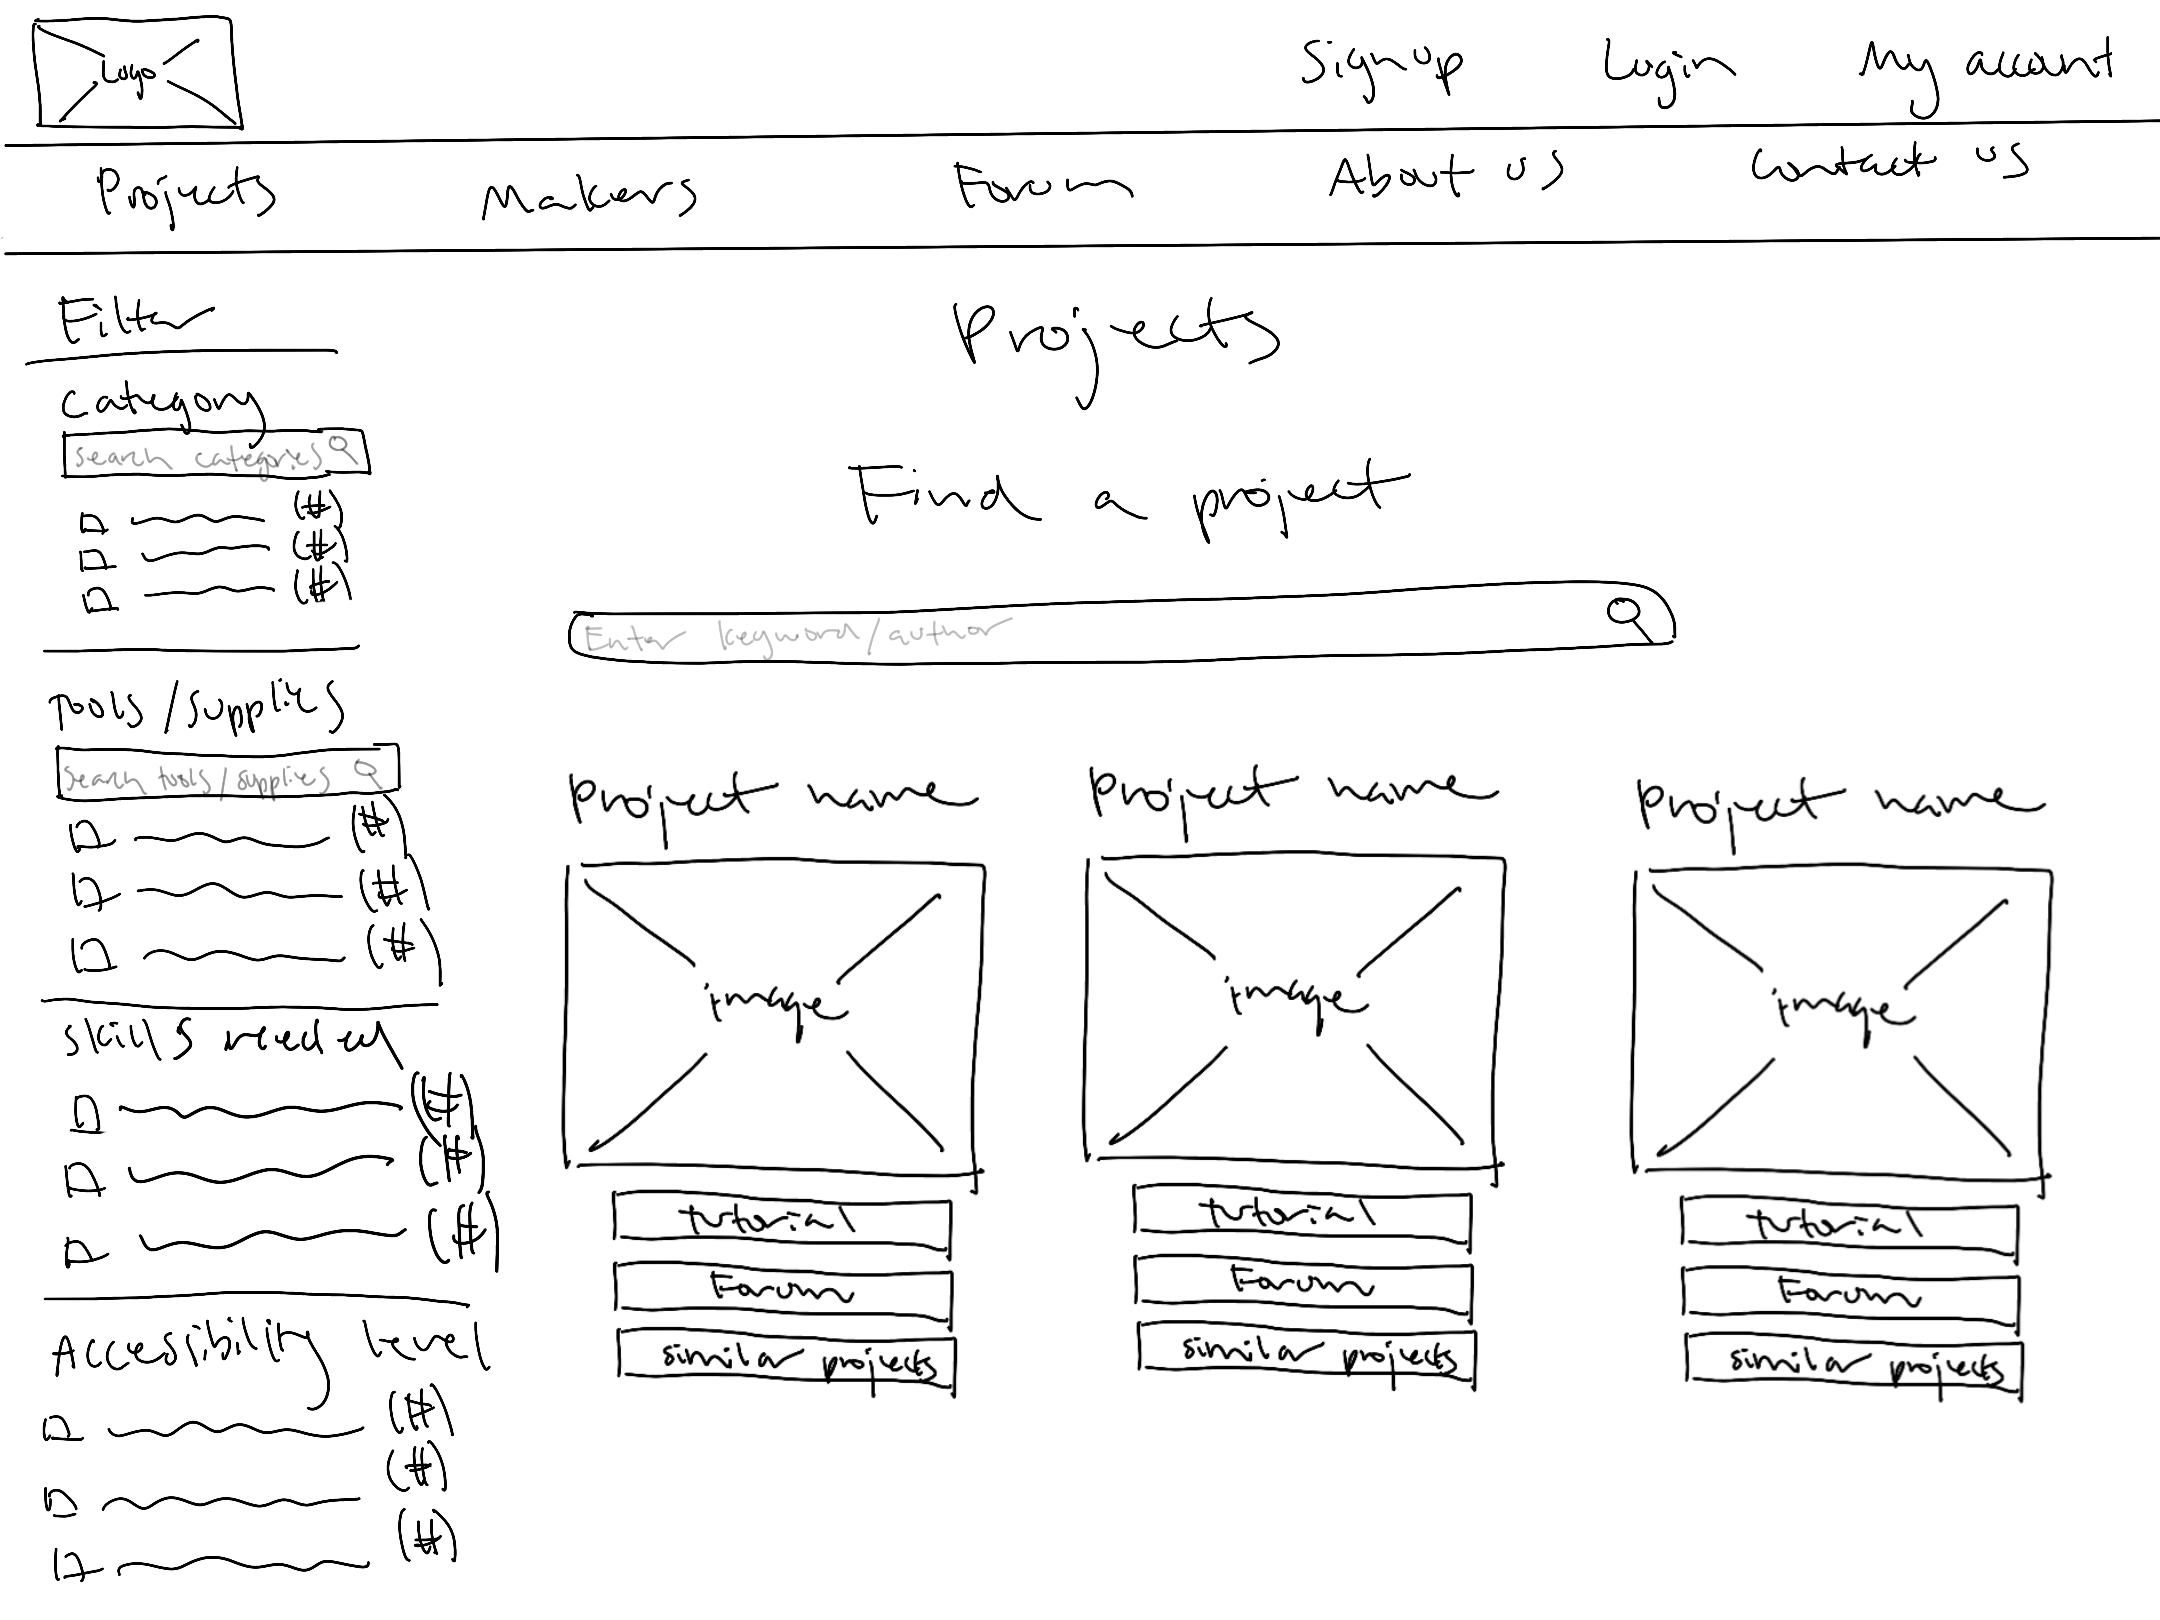 Logo
Signup Login My account
Projects Makers Forum About us Contact us
Filter
Category
Search categories
(#)
(#)
(#)
Tools/supplies
Search tools/supplies
(#)
(#)
(#)
Skills needed
(#)
(#)
(#)
Accessibility level
(#)
(#)
(#)
Projects
Find a project
Enter keyword/author
Project name
image
tutorial
Forum
similar projects
Project name
image
tutorial
Forum
similar projects
Project name
image
tutorial
Forum
similar projects